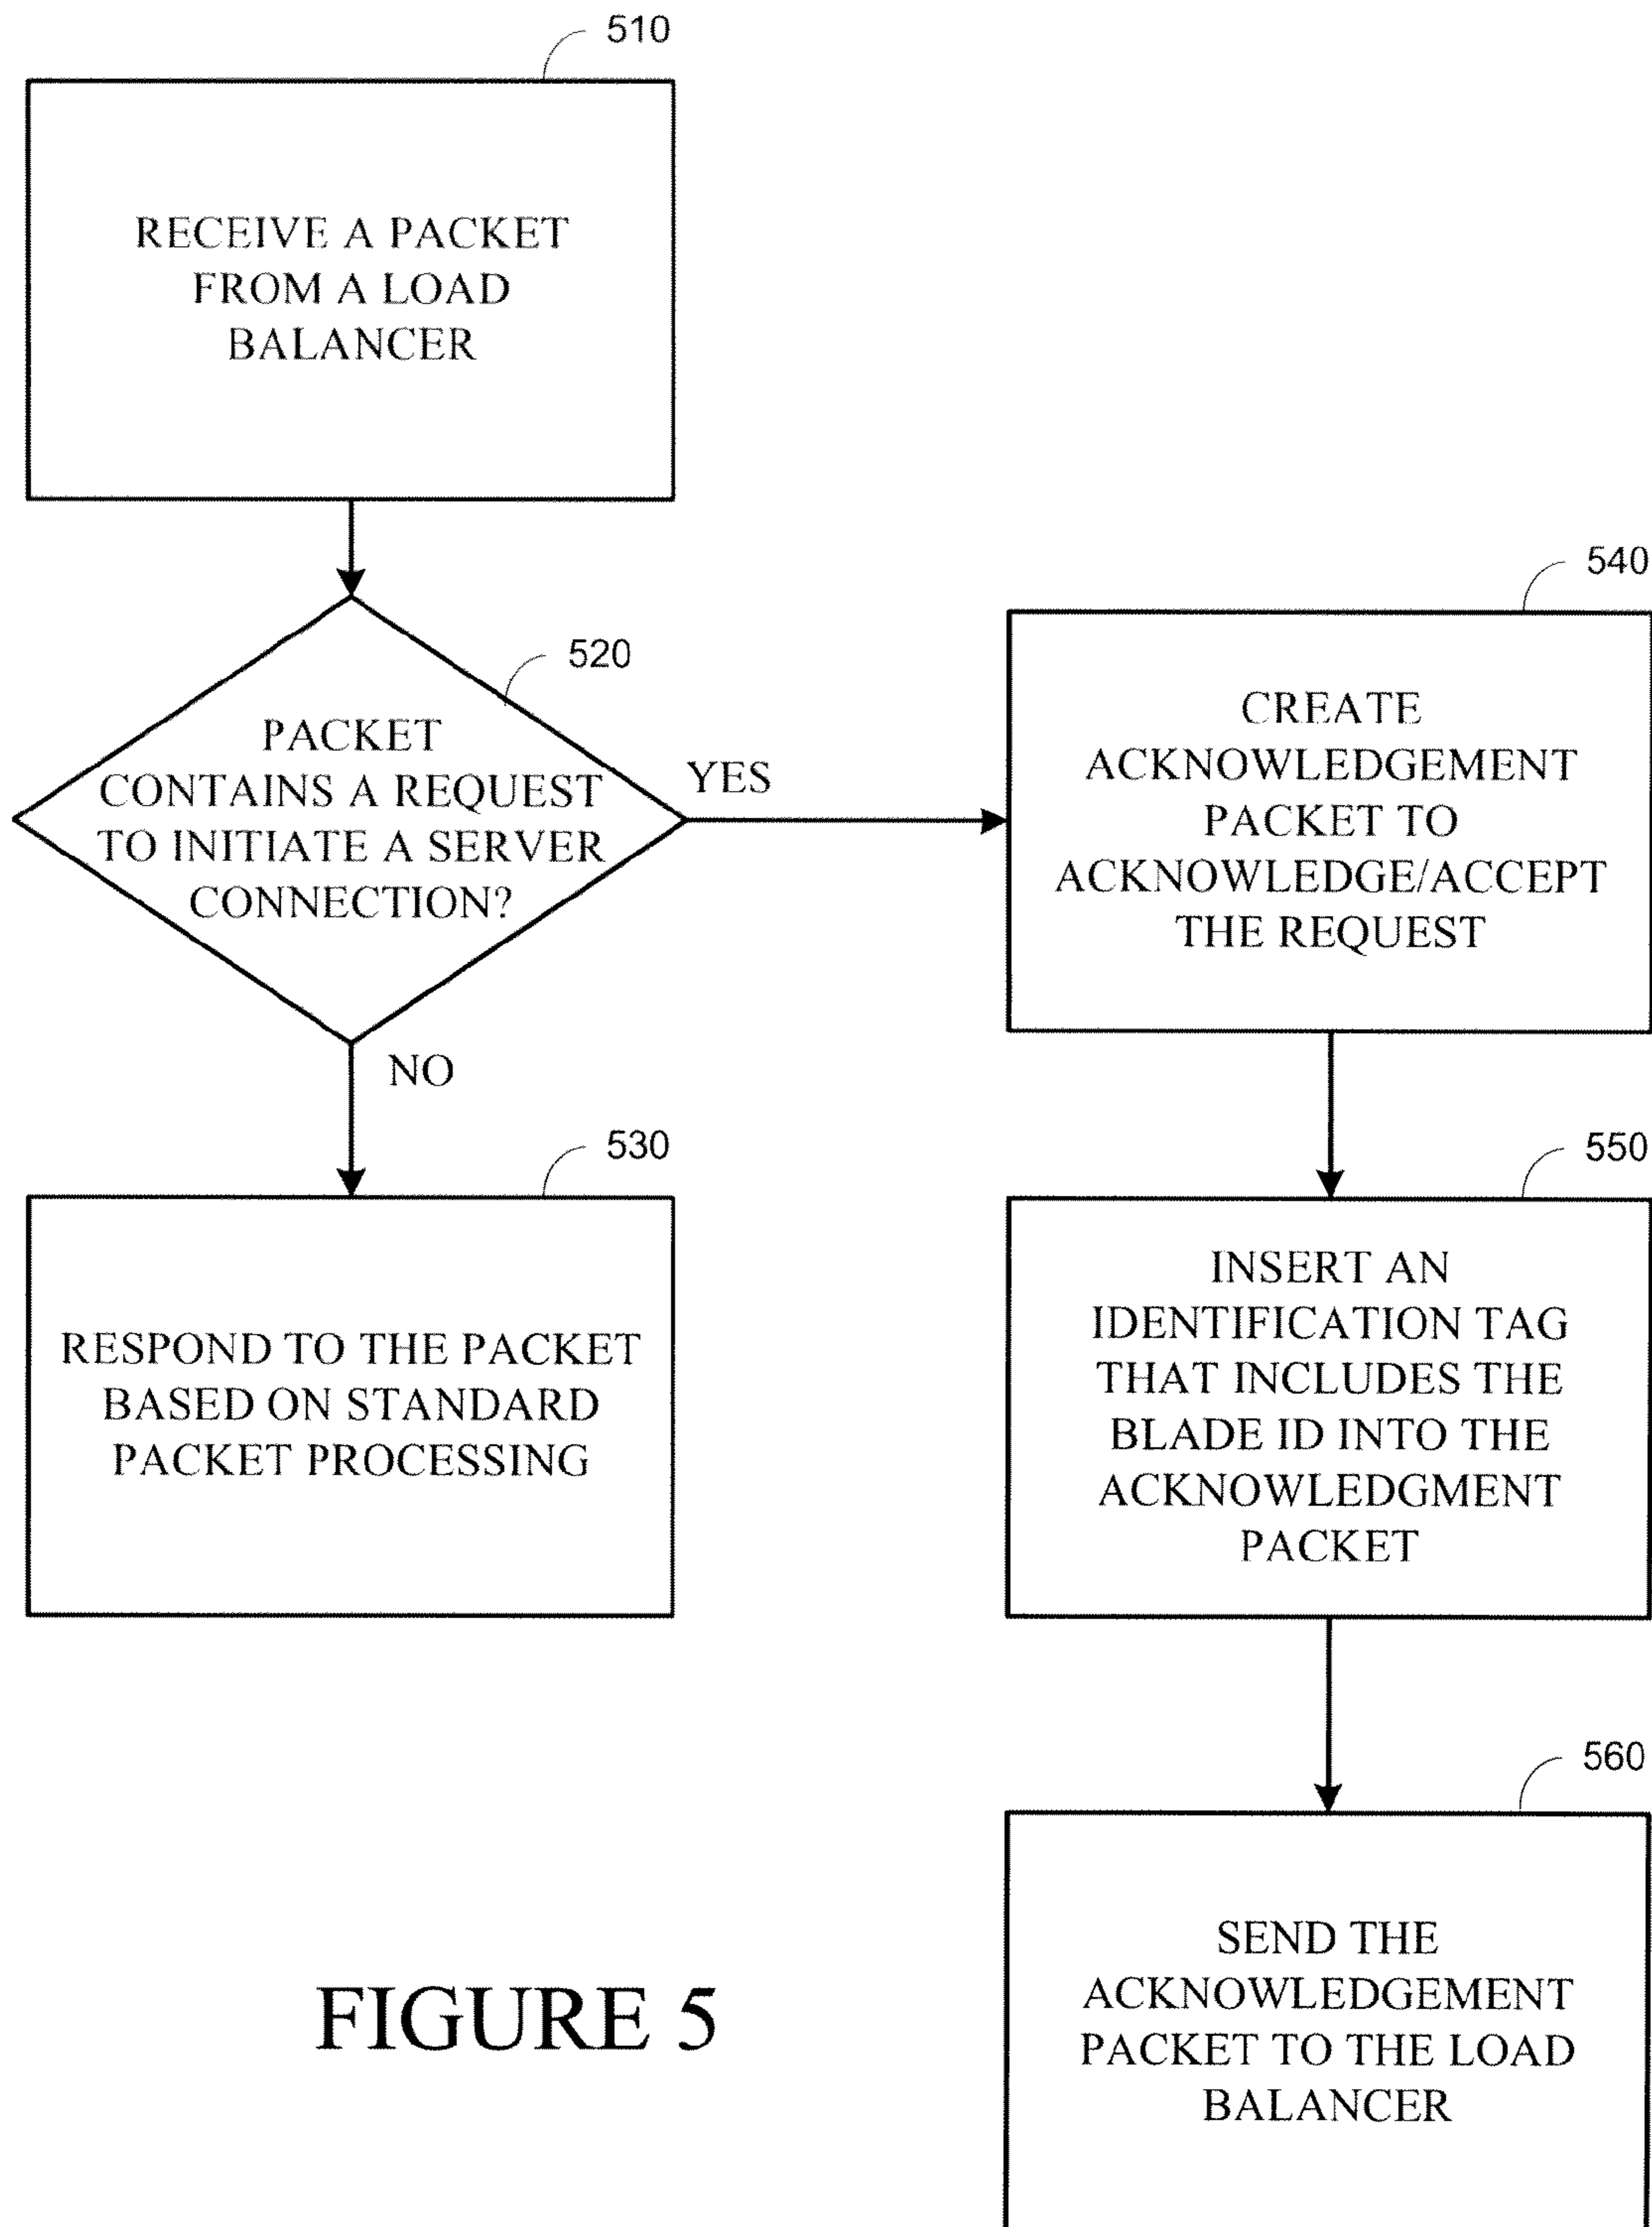 510
RECEIVE A PACKET
FROM A LOAD
BALANCER
520
PACKET
CONTAINS A REQUEST
TO INITIATE A SERVER
CONNECTION?
YES
NO
530
RESPOND TO THE PACKET
BASED ON STANDARD
PACKET PROCESSING
540
CREATE
ACKNOWLEDGEMENT
PACKET TO
ACKNOWLEDGE/ACCEPT
THE REQUEST
550
INSERT AN
IDENTIFICATION TAG
THAT INCLUDES THE
BLADE ID INTO THE
ACKNOWLEDGMENT
PACKET
560
SEND THE
ACKNOWLEDGEMENT
PACKET TO THE LOAD
BALANCER
FIGURE 5